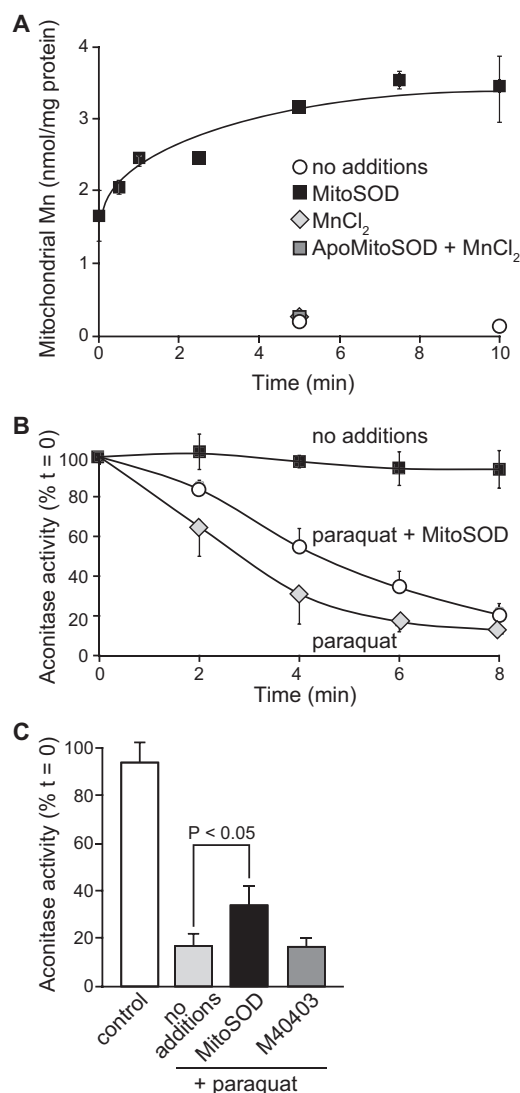 A
Mitochondrial Mn (nmol/mg protein)
4
3
2
1
0
no additions
MitoSOD
MnCl₂
ApoMitoSOD + MnCl₂
0 2 4 6 8 10
Time (min)
B
Aconitase activity (% t = 0)
100
80
60
40
20
0
no additions
paraquat + MitoSOD
paraquat
0 2 4 6 8
Time (min)
C
Aconitase activity (% t = 0)
100
80
60
40
20
0
P < 0.05
control
no
additions
MitoSOD
M40403
+ paraquat